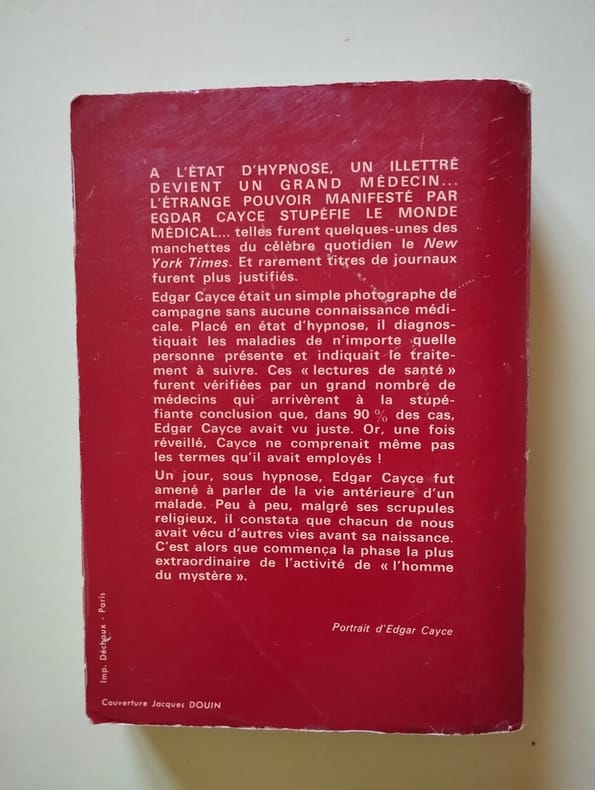 A L'ÉTAT D'HYPNOSE, UN ILLETTRÉ
DEVIENT UN GRAND MÉDECIN...
L'ÉTRANGE POUVOIR MANIFESTÉ PAR
EGDAR CAYCE STUPÉFIE LE MONDE
MÉDICAL... telles furent quelques-unes des
manchettes du célèbre quotidien le New
York Times. Et rarement titres de journaux
furent plus justifiés.
Edgar Cayce était un simple photographe de
campagne sans aucune connaissance médi-
cale. Placé en état d'hypnose, il diagnos-
tiquait les maladies de n'importe quelle
personne présente et indiquait le traite-
ment à suivre. Ces « lectures de santé »
furent vérifiées par un grand nombre de
médecins qui arrivèrent à la stupé-
fiante conclusion que, dans 90 % des cas,
Edgar Cayce avait vu juste. Or, une fois
réveillé, Cayce ne comprenait même pas
les termes qu'il avait employés !
Un jour, sous hypnose, Edgar Cayce fut
amené à parler de la vie antérieure d'un
malade. Peu à peu, malgré ses scrupules
religieux, il constata que chacun de nous
avait vécu d'autres vies avant sa naissance.
C'est alors que commença la phase la plus
extraordinaire de l'activité de « l'homme
du mystère ».
Portrait d'Edgar Cayce
Imp. Déchaux - Paris
Couverture Jacques DOUIN